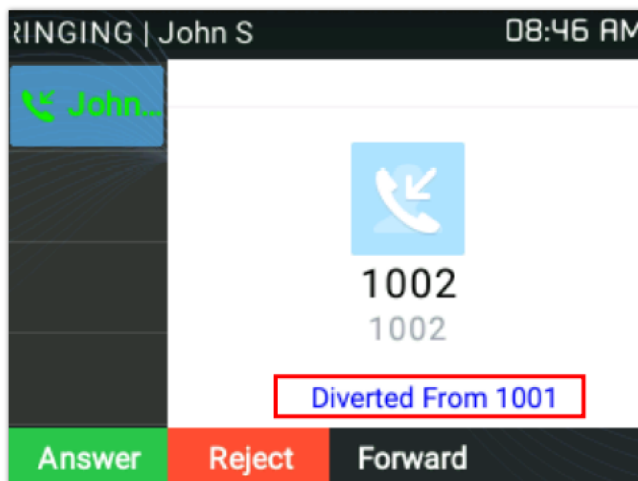 RINGING | John S
08:46 AM
John...
1002
1002
Diverted From 1001
Answer
Reject
Forward